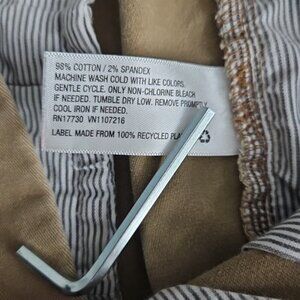 98% COTTON / 2% SPANDEX
MACHINE WASH COLD WITH LIKE COLORS.
GENTLE CYCLE. ONLY NON-CHLORINE BLEACH
IF NEEDED. TUMBLE DRY LOW. REMOVE PROMPTLY.
COOL IRON IF NEEDED.
RN17730 VN1107216
LABEL MADE FROM 100% RECYCLED